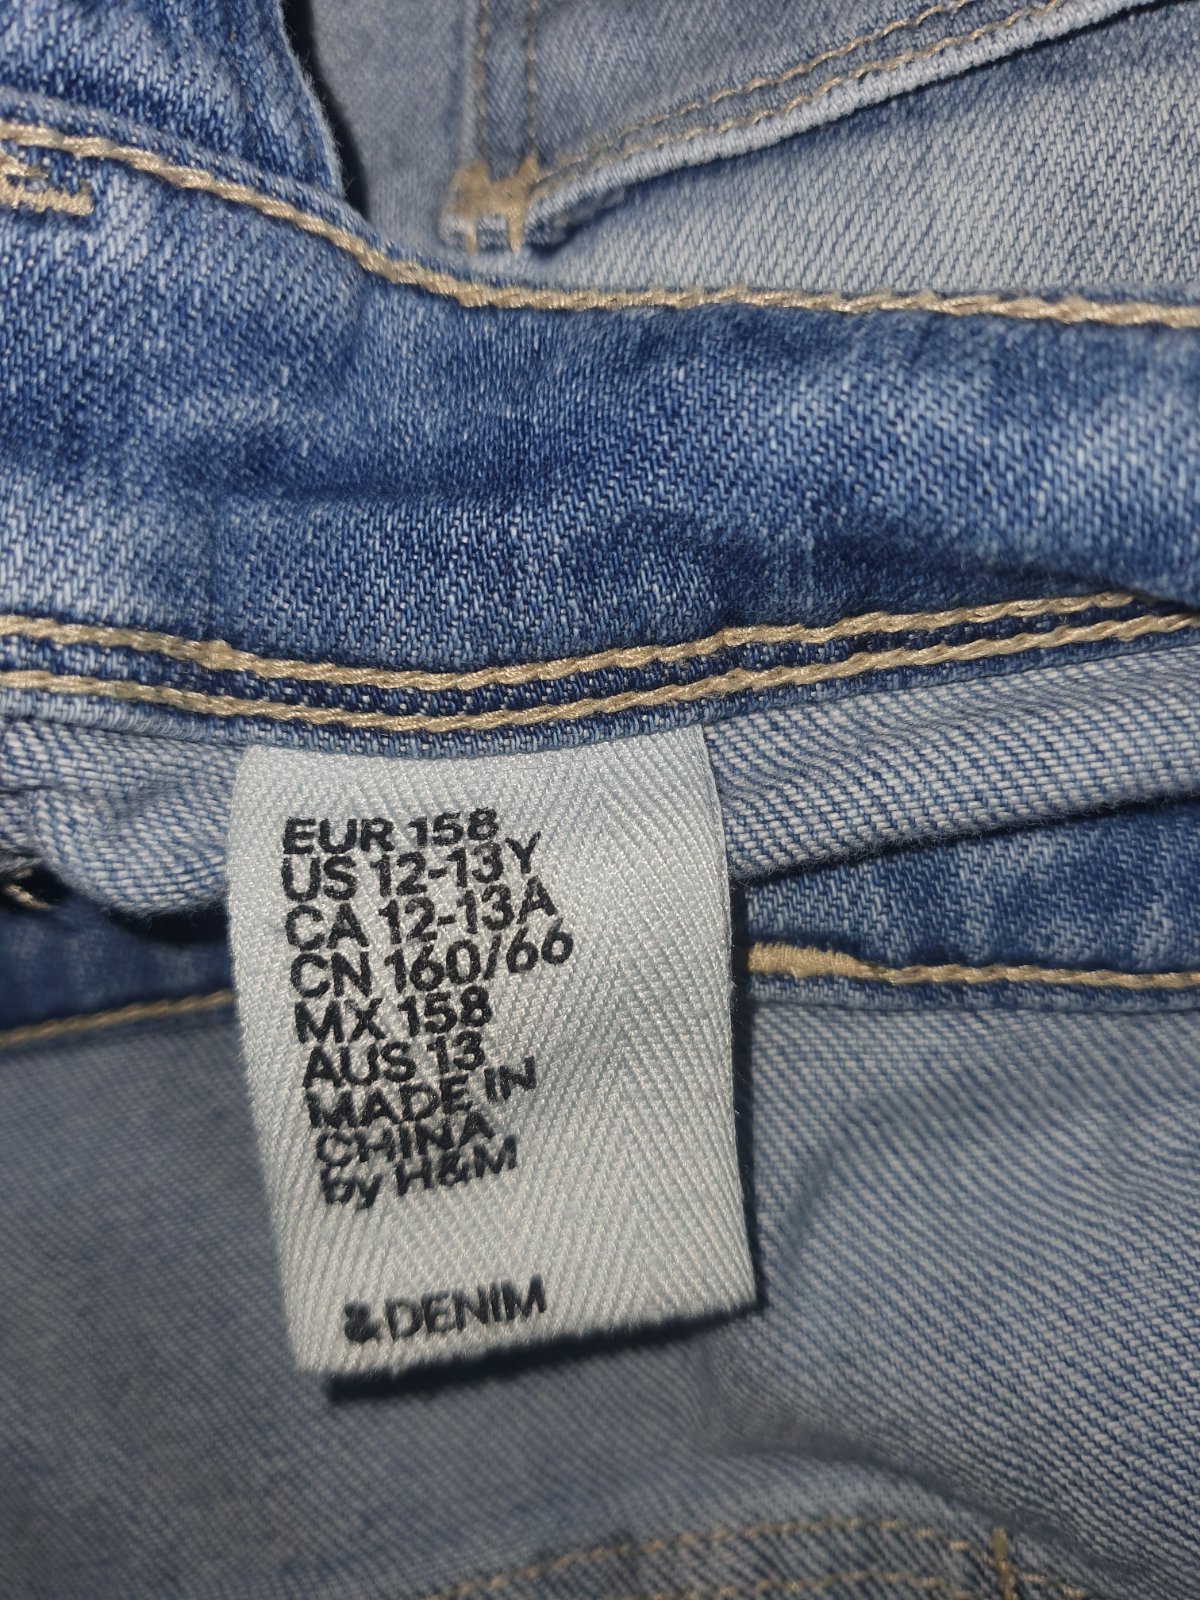 EUR 158
US 12-13Y
CA 12-13A
CN 160/66
MX 158
AUS 13
MADE IN
CHINA
by H&M
&DENIM